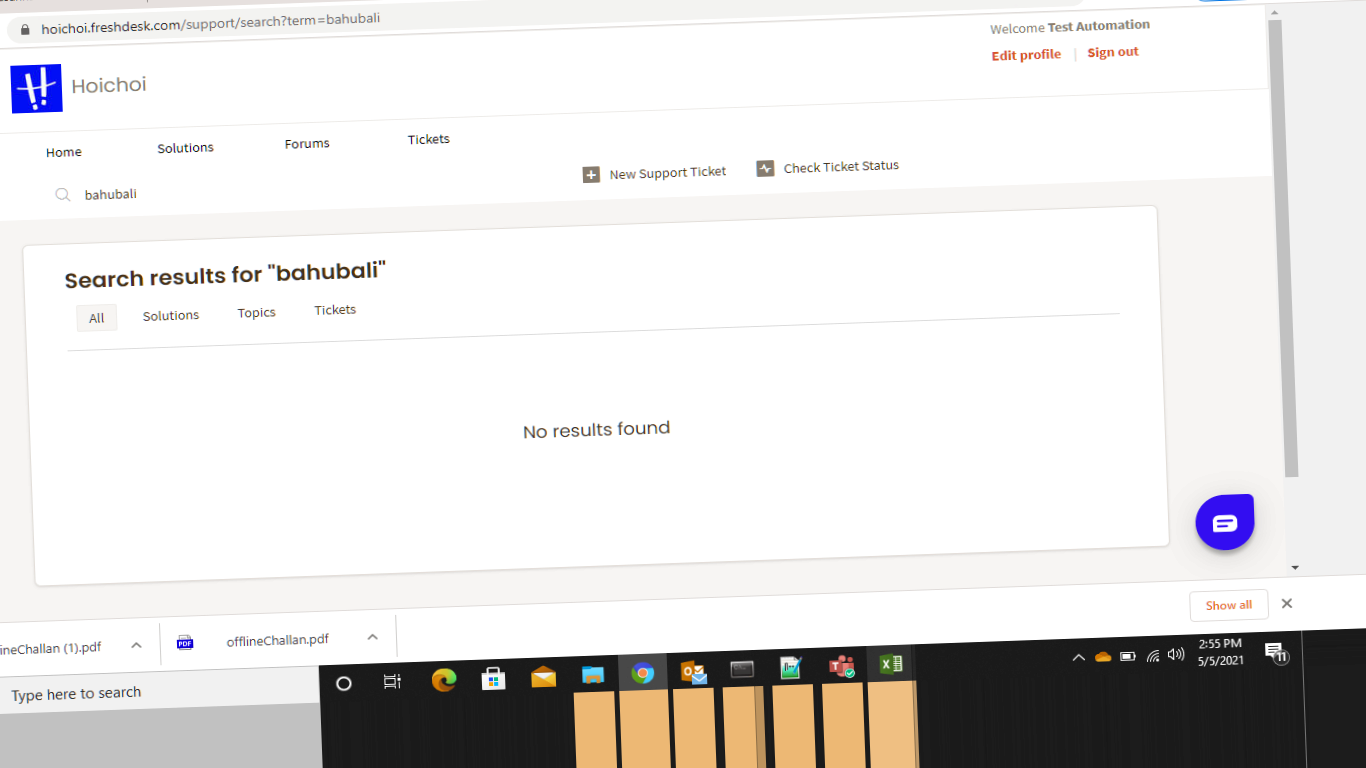 hoichoi.freshdesk.com/support/search?term=bahubali
Welcome Test Automation
Edit profile | Sign out
Hoichoi
Home Solutions Forums Tickets
bahubali
New Support Ticket Check Ticket Status
Search results for "bahubali"
All Solutions Topics Tickets
No results found
Show all
ineChallan (1).pdf
PDF offlineChallan.pdf
Type here to search
2:55 PM
5/5/2021
11